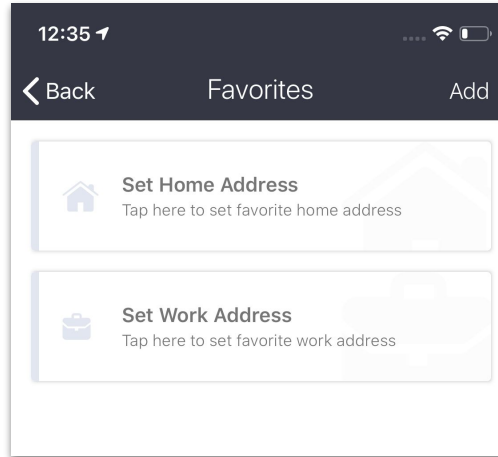 12:35
Back Favorites Add
Set Home Address
Tap here to set favorite home address
Set Work Address
Tap here to set favorite work address